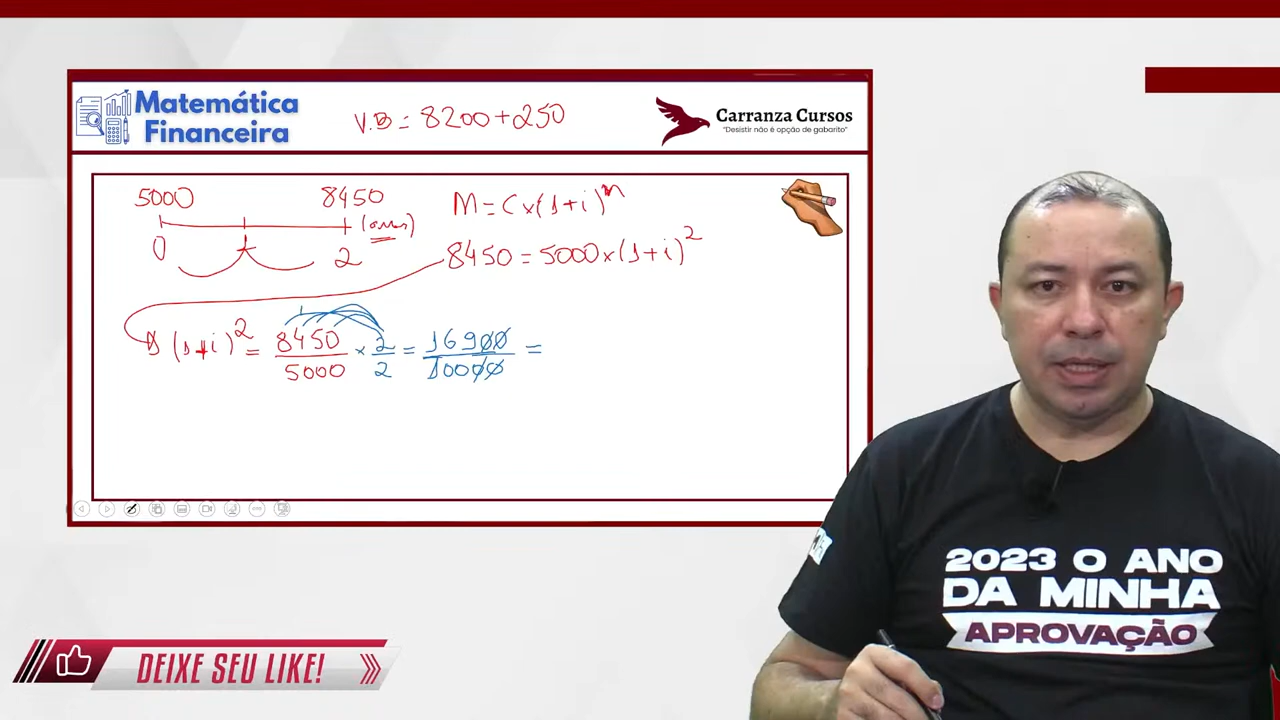 Matemática
Financeira
V.B = 8200+250
Carranza Cursos
"Desistir não é opção de gabarito"
5000
8450
(anos)
0
2
M = C x (1+i)^n
8450 = 5000 x (1+i)^2
(1+i)^2 = 8450/5000 x 2/2 = 16900/10000 =
2023 O ANO
DA MINHA
APROVAÇÃO
DEIXE SEU LIKE!